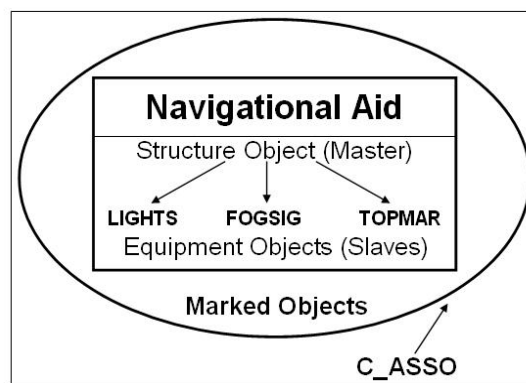 Navigational Aid
Structure Object (Master)
LIGHTS FOGSIG TOPMAR
Equipment Objects (Slaves)
Marked Objects
C_ASSO